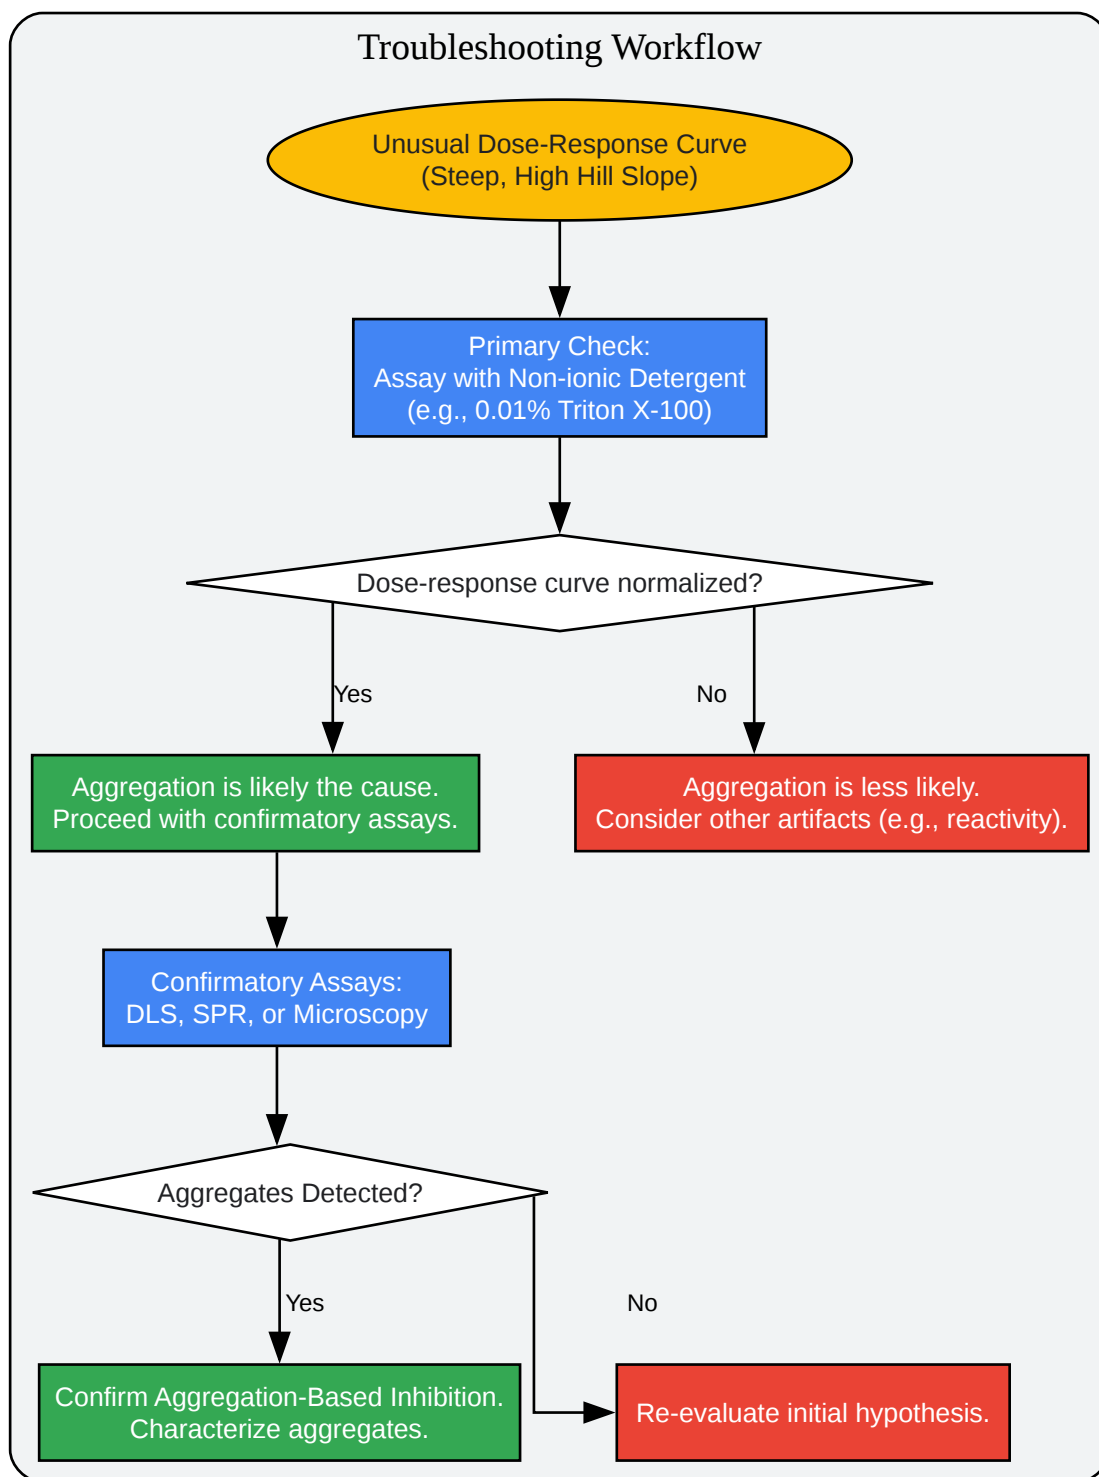 Troubleshooting Workflow
Unusual Dose-Response Curve
(Steep, High Hill Slope)
Primary Check:
Assay with Non-ionic Detergent
(e.g., 0.01% Triton X-100)
Dose-response curve normalized?
Yes
No
Aggregation is likely the cause.
Proceed with confirmatory assays.
Aggregation is less likely.
Consider other artifacts (e.g., reactivity).
Confirmatory Assays:
DLS, SPR, or Microscopy
Aggregates Detected?
Yes
No
Confirm Aggregation-Based Inhibition.
Characterize aggregates.
Re-evaluate initial hypothesis.